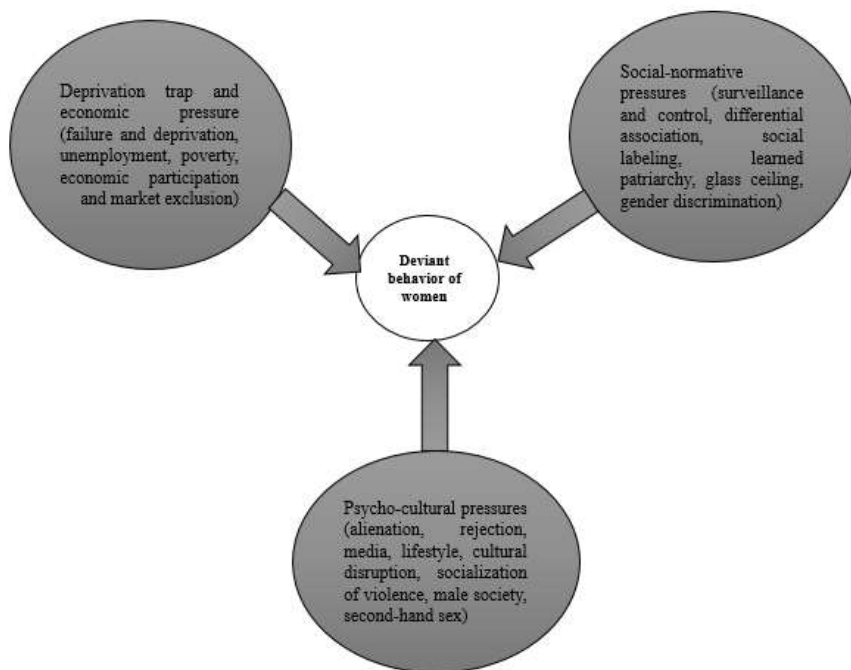 Deprivation trap and
economic pressure
(failure and deprivation,
unemployment, poverty,
economic participation
and market exclusion)
Social-normative
pressures (surveillance
and control, differential
association, social
labeling, learned
patriarchy, glass ceiling,
gender discrimination)
Deviant
behavior of
women
Psycho-cultural pressures
(alienation, rejection,
media, lifestyle, cultural
disruption, socialization
of violence, male society,
second-hand sex)